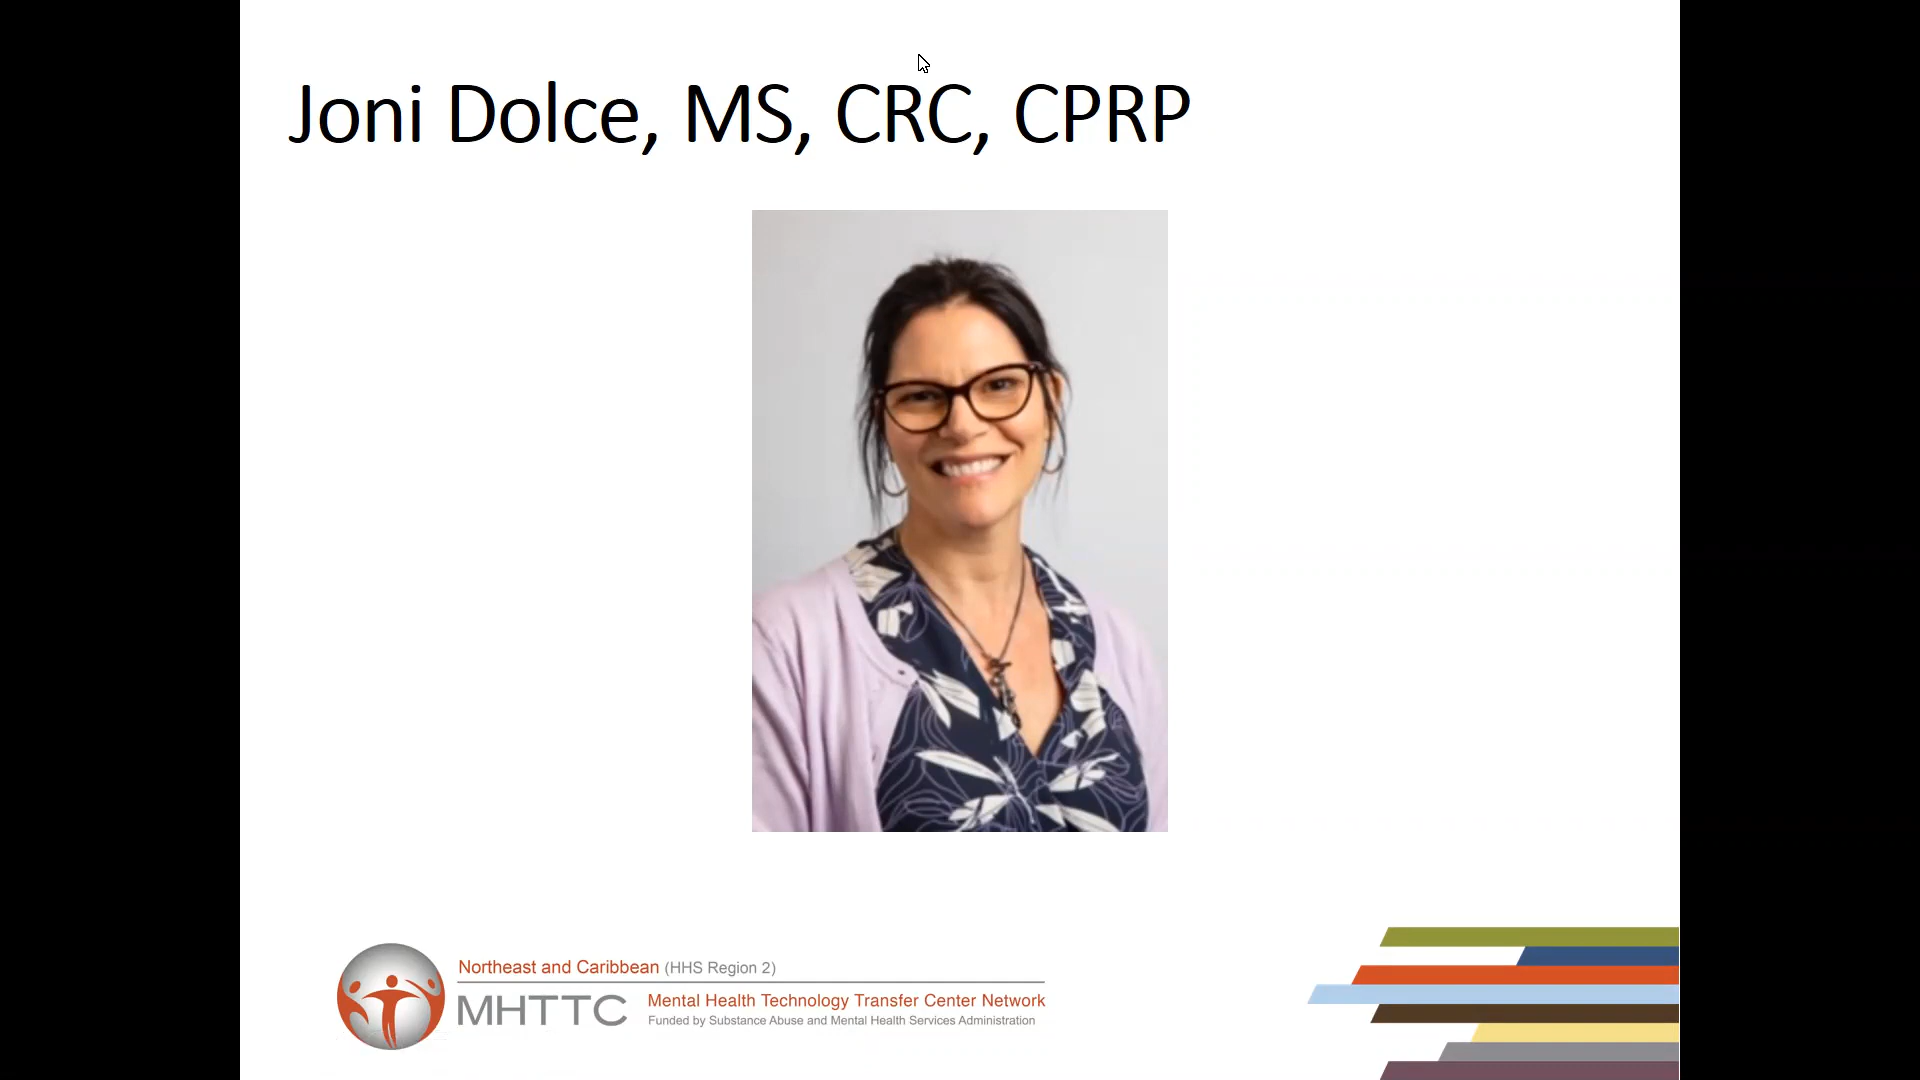 Joni Dolce, MS, CRC, CPRP
Northeast and Caribbean (HHS Region 2)
MHTTC
Mental Health Technology Transfer Center Network
Funded by Substance Abuse and Mental Health Services Administration